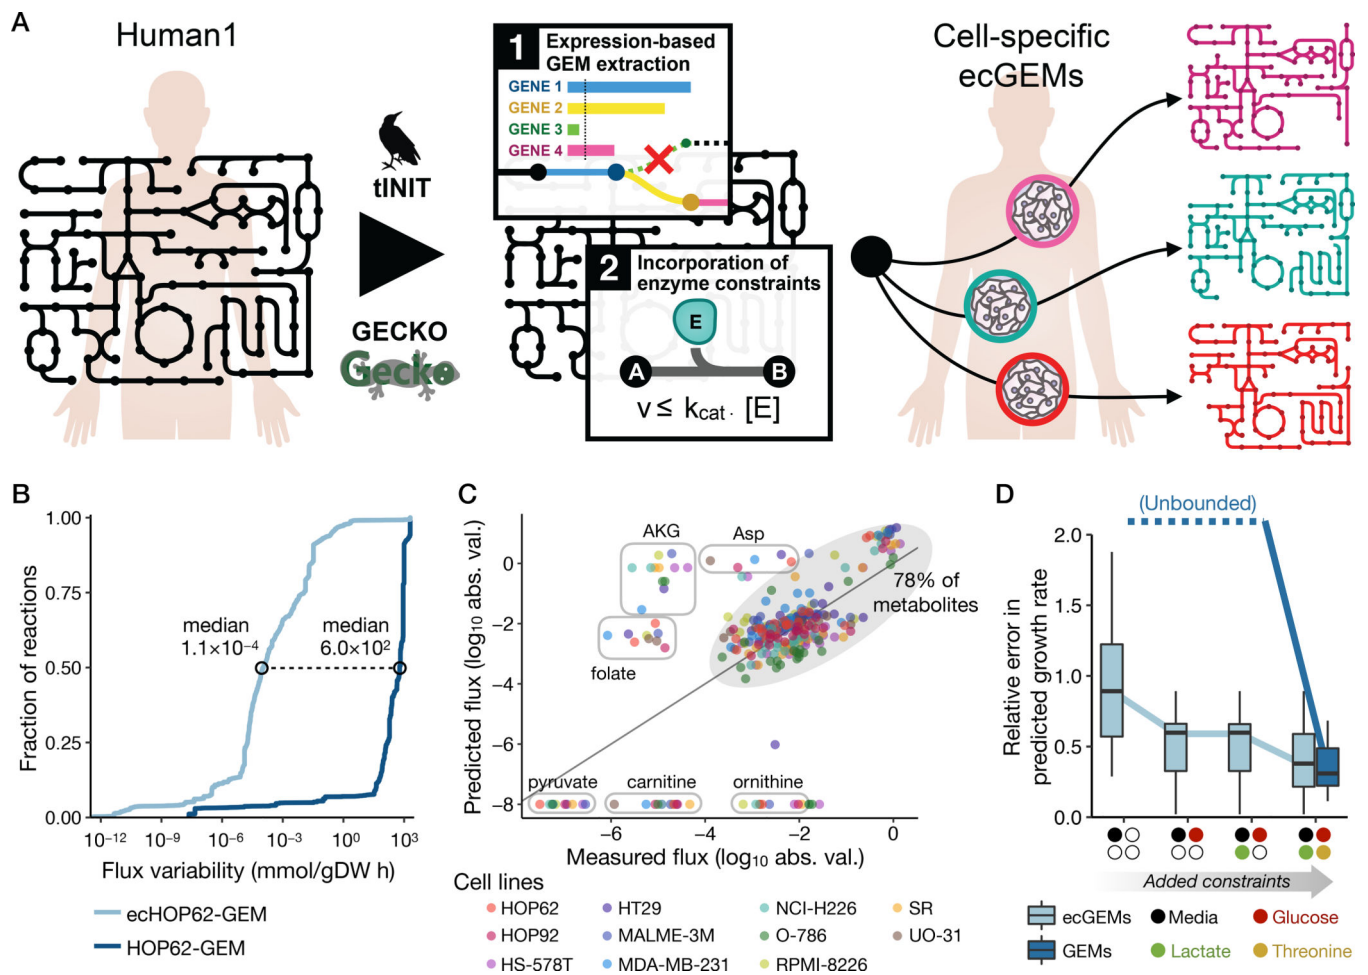 A
Human1
tINIT
GECKO
Gecko
1
Expression-based
GEM extraction
GENE 1
GENE 2
GENE 3
GENE 4
2
Incorporation of
enzyme constraints
E
A
B
v ≤ kcat · [E]
Cell-specific
ecGEMs
B
Fraction of reactions
1.00
0.75
0.50
0.25
0.00
median
1.1×10⁻⁴
median
6.0×10²
10⁻¹²
10⁻⁹
10⁻⁶
10⁻³
10⁰
10³
Flux variability (mmol/gDW h)
ecHOP62-GEM
HOP62-GEM
C
Predicted flux (log₁₀ abs. val.)
0
−2
−4
−6
−8
AKG
Asp
folate
78% of
metabolites
pyruvate
carnitine
ornithine
−6
−4
−2
0
Measured flux (log₁₀ abs. val.)
Cell lines
HOP62
HOP92
HS-578T
HT29
MALME-3M
MDA-MB-231
NCI-H226
O-786
RPMI-8226
SR
UO-31
D
(Unbounded)
Relative error in
predicted growth rate
2.0
1.5
1.0
0.5
0.0
Added constraints
ecGEMs
GEMs
Media
Glucose
Lactate
Threonine